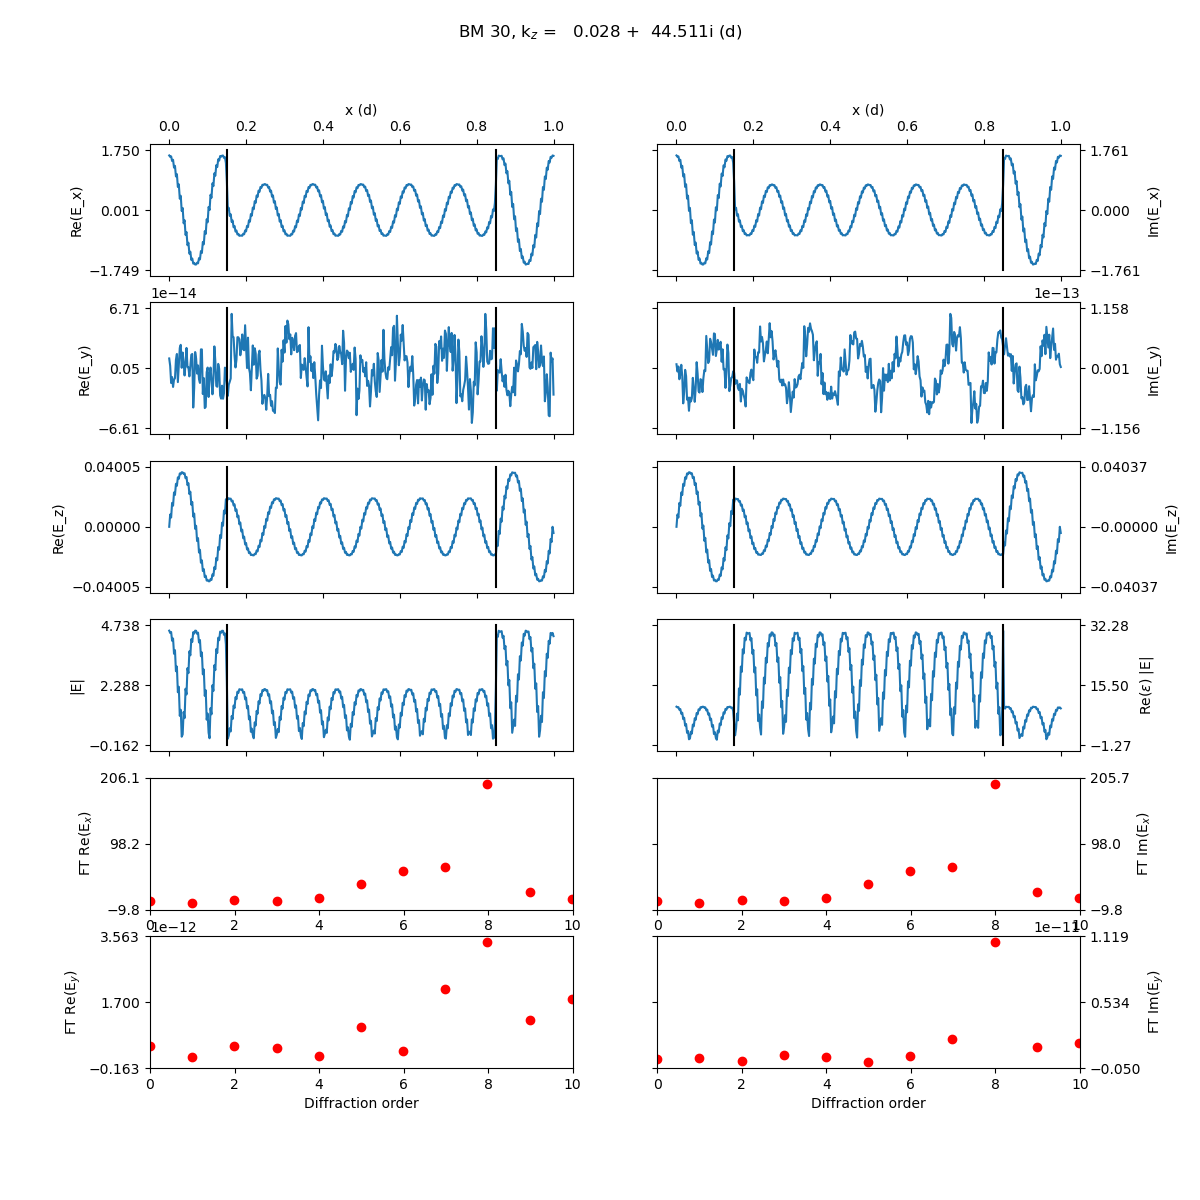 BM 30, k_z =   0.028 +  44.511i (d)
x (d)
x (d)
0.0 0.2 0.4 0.6 0.8 1.0
0.0 0.2 0.4 0.6 0.8 1.0
1.750
0.001
−1.749
Re(E_x)
1.761
0.000
−1.761
Im(E_x)
1e−14
6.71
0.05
−6.61
Re(E_y)
1e−13
1.158
0.001
−1.156
Im(E_y)
0.04005
0.00000
−0.04005
Re(E_z)
0.04037
−0.00000
−0.04037
Im(E_z)
4.738
2.288
−0.162
|E|
32.28
15.50
−1.27
Re(ε) |E|
206.1
98.2
−9.8
FT Re(E_x)
0 2 4 6 8 10
205.7
98.0
−9.8
FT Im(E_x)
0 2 4 6 8 10
1e−12
3.563
1.700
−0.163
FT Re(E_y)
0 2 4 6 8 10
Diffraction order
1e−11
1.119
0.534
−0.050
FT Im(E_y)
0 2 4 6 8 10
Diffraction order